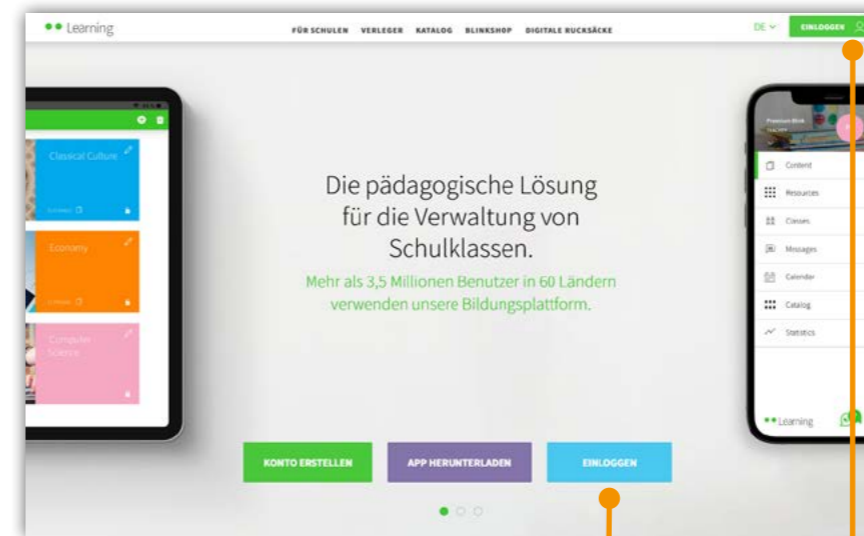 Learning
FÜR SCHULEN VERLEGER KATALOG BLINKSHOP DIGITALE RUCKSÄCKE
DE
EINLOGGEN
Classical Culture
Economy
Computer
Science
Die pädagogische Lösung
für die Verwaltung von
Schulklassen.
Mehr als 3,5 Millionen Benutzer in 60 Ländern
verwenden unsere Bildungsplattform.
Premium Blink
Content
Resources
Classes
Messages
Calendar
Catalog
Statistics
Learning
KONTO ERSTELLEN
APP HERUNTERLADEN
EINLOGGEN